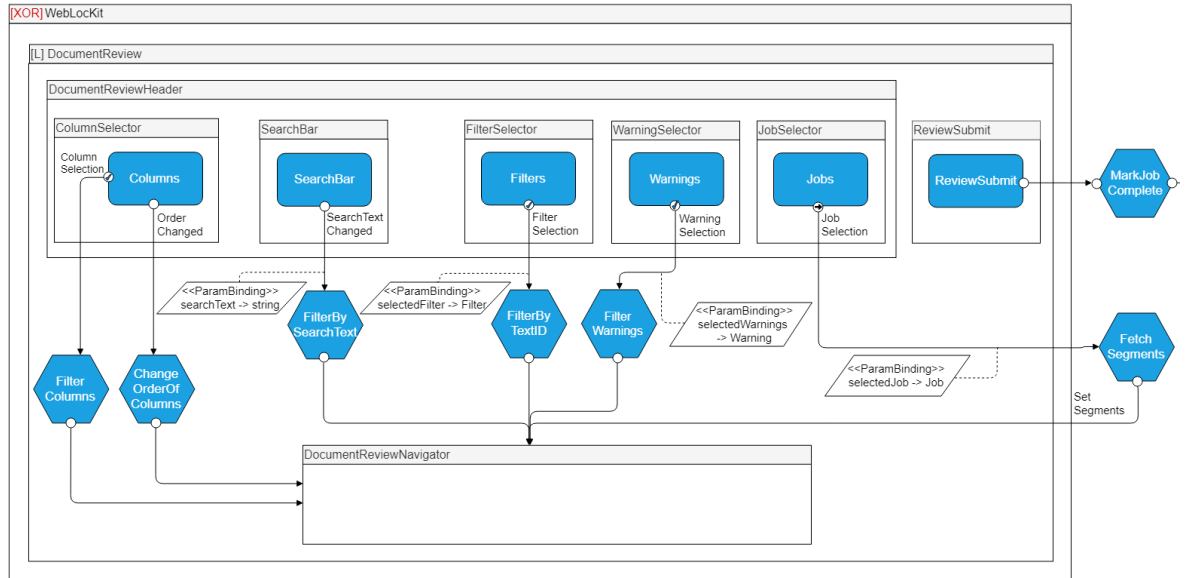 [XOR] WebLocKit
[L] DocumentReview
DocumentReviewHeader
ColumnSelector
Column
Selection
Columns
Order
Changed
SearchBar
SearchBar
SearchText
Changed
FilterSelector
Filters
Filter
Selection
WarningSelector
Warnings
Warning
Selection
JobSelector
Jobs
Job
Selection
ReviewSubmit
ReviewSubmit
MarkJob
Complete
<<ParamBinding>>
searchText -> string
FilterBy
SearchText
<<ParamBinding>>
selectedFilter -> Filter
FilterBy
TextID
Filter
Warnings
<<ParamBinding>>
selectedWarnings
-> Warning
<<ParamBinding>>
selectedJob -> Job
Fetch
Segments
Set
Segments
Filter
Columns
Change
OrderOf
Columns
DocumentReviewNavigator